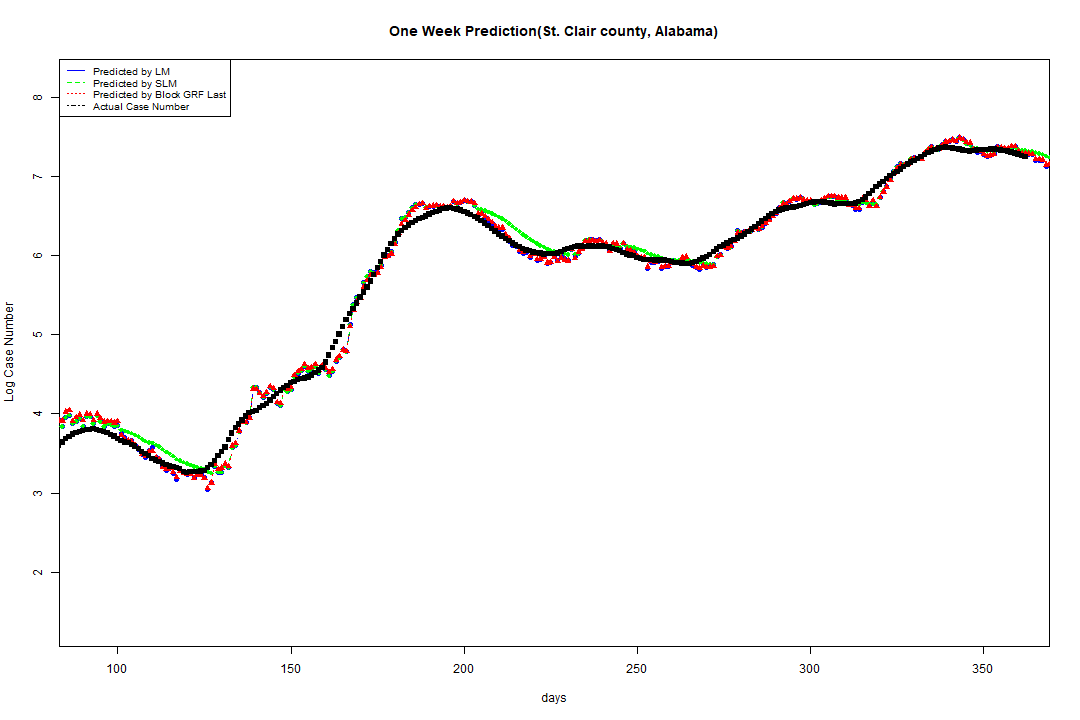 One Week Prediction(St. Clair county, Alabama)
Predicted by LM
Predicted by SLM
Predicted by Block GRF Last
Actual Case Number
8
7
6
5
4
3
2
Log Case Number
100 150 200 250 300 350
days